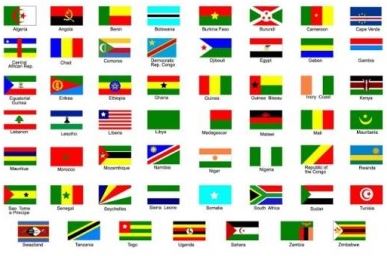 Algeria Angola Benin Botswana Burkina Faso Burundi Cameroon Cape Verde
Central
African Rep. Chad Comoros Democratic
Rep. Congo Djibouti Egypt Gabon Gambia
Equatorial
Guinea Eritrea Ethiopia Ghana Guinea Guinea Bissau Ivory Coast Kenya
Lebanon Lesotho Liberia Libya Madagascar Malawi Mali Mauritania
Mauritius Morocco Mozambique Namibia Niger Nigeria Republic of
the Congo Rwanda
Sao Tome
e Principe Senegal Seychelles Sierra Leone Somalia South Africa Sudan Tunisia
Swaziland Tanzania Togo Uganda Sahara Zambia Zimbabwe